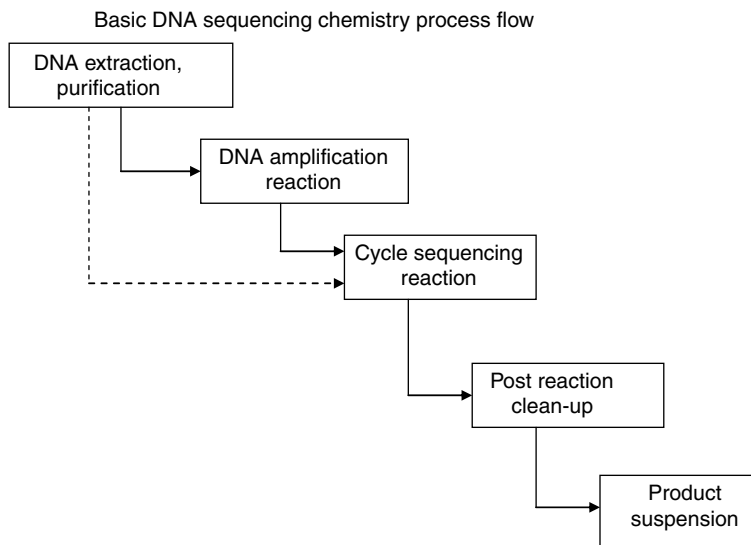 Basic DNA sequencing chemistry process flow
DNA extraction,
purification
DNA amplification
reaction
Cycle sequencing
reaction
Post reaction
clean-up
Product
suspension